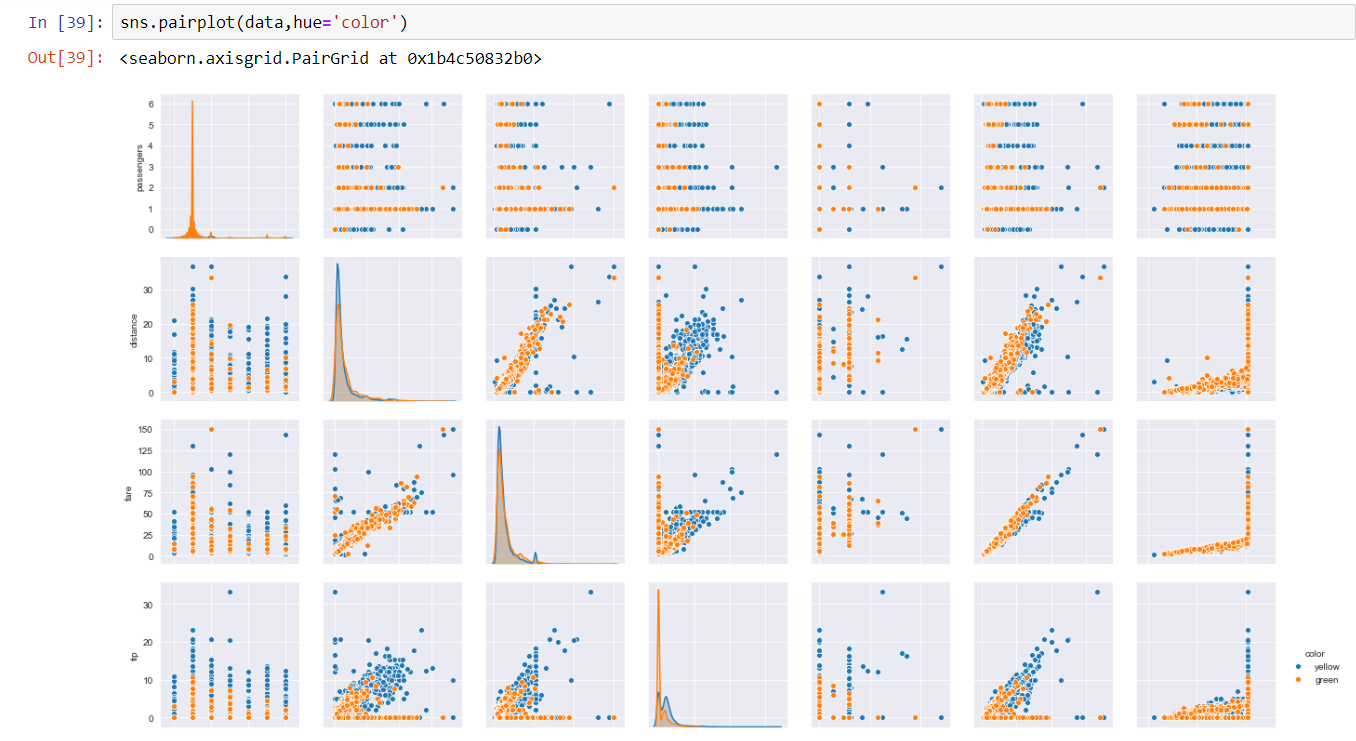 In [39]: sns.pairplot(data,hue='color')
Out[39]: <seaborn.axisgrid.PairGrid at 0x1b4c50832b0>
passengers
6
5
4
3
2
1
0
distance
30
20
10
0
fare
150
125
100
75
50
25
0
tip
30
20
10
0
color
yellow
green